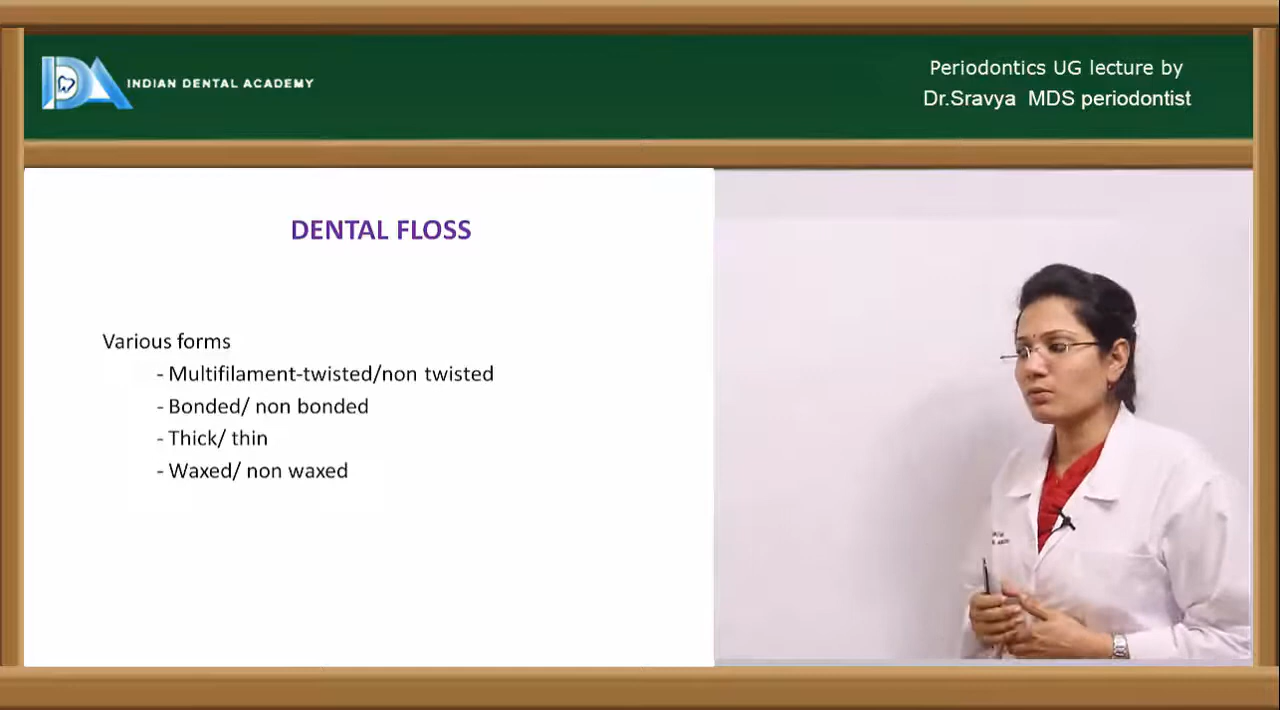 INDIAN DENTAL ACADEMY
Periodontics UG lecture by
Dr.Sravya MDS periodontist
DENTAL FLOSS
Various forms
- Multifilament-twisted/non twisted
- Bonded/ non bonded
- Thick/ thin
- Waxed/ non waxed